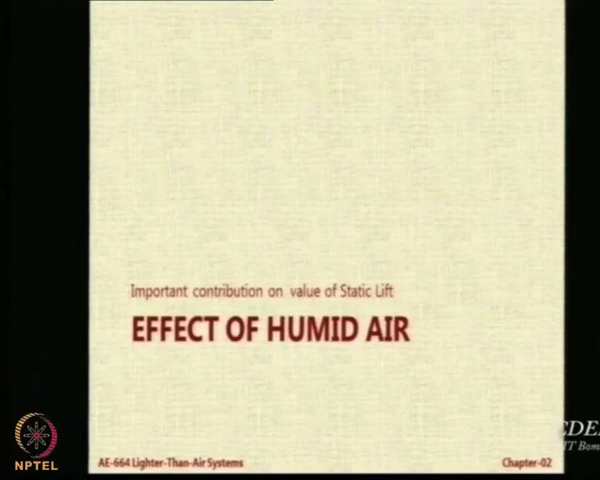 Important contribution on value of Static Lift
EFFECT OF HUMID AIR
NPTEL
AE-664 Lighter-Than-Air Systems
Chapter-02